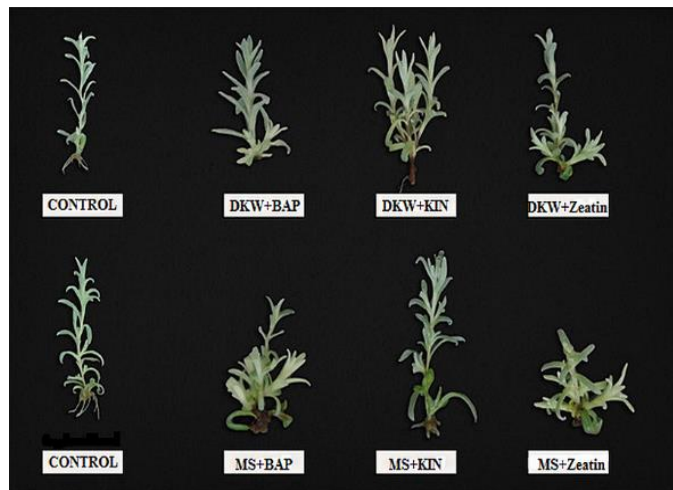 CONTROL
DKW+BAP
DKW+KIN
DKW+Zeatin
CONTROL
MS+BAP
MS+KIN
MS+Zeatin